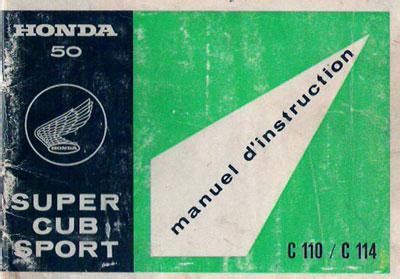 HONDA
50
HONDA
SUPER
CUB
SPORT
manuel d'instruction
C 110 / C 114